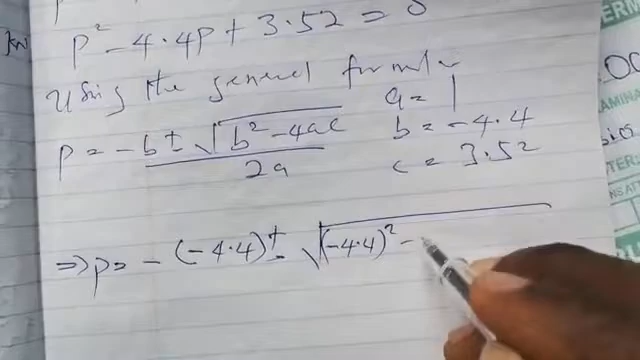 p² - 4.4p + 3.52 = 0
Using the general formula
a = 1
p = -b ± √(b² - 4ac) / 2a
b = -4.4
c = 3.52
⇒ p = -(-4.4) ± √(-4.4)² -